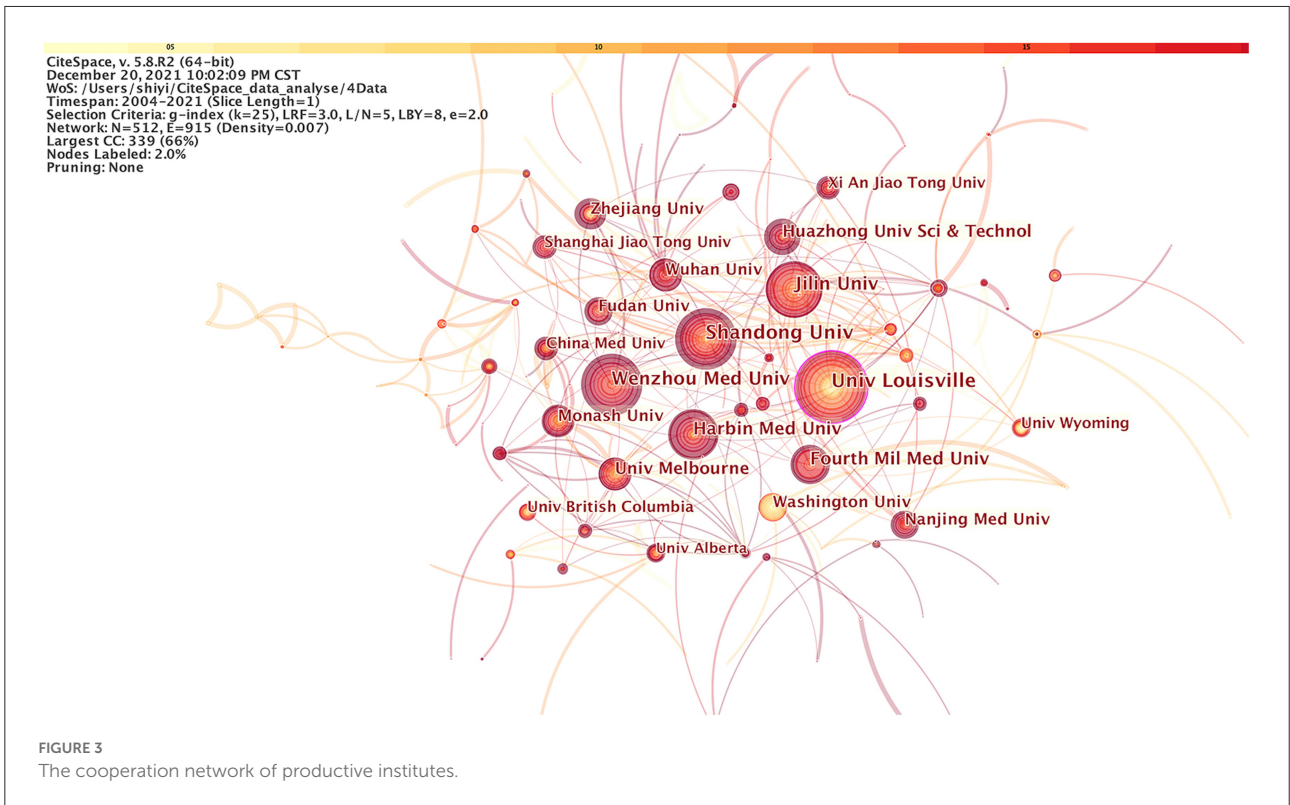 05 10 15
CiteSpace, v. 5.8.R2 (64-bit)
December 20, 2021 10:02:09 PM CST
WoS: /Users/shiyi/CiteSpace_data_analyse/4Data
Timespan: 2004-2021 (Slice Length=1)
Selection Criteria: g-index (k=25), LRF=3.0, L/N=5, LBY=8, e=2.0
Network: N=512, E=915 (Density=0.007)
Largest CC: 339 (66%)
Nodes Labeled: 2.0%
Pruning: None
Xi An Jiao Tong Univ
Zhejiang Univ
Huazhong Univ Sci & Technol
Shanghai Jiao Tong Univ
Wuhan Univ
Jilin Univ
Fudan Univ
Shandong Univ
China Med Univ
Wenzhou Med Univ
Univ Louisville
Monash Univ
Harbin Med Univ
Univ Wyoming
Fourth Mil Med Univ
Univ Melbourne
Washington Univ
Univ British Columbia
Nanjing Med Univ
Univ Alberta
FIGURE 3
The cooperation network of productive institutes.